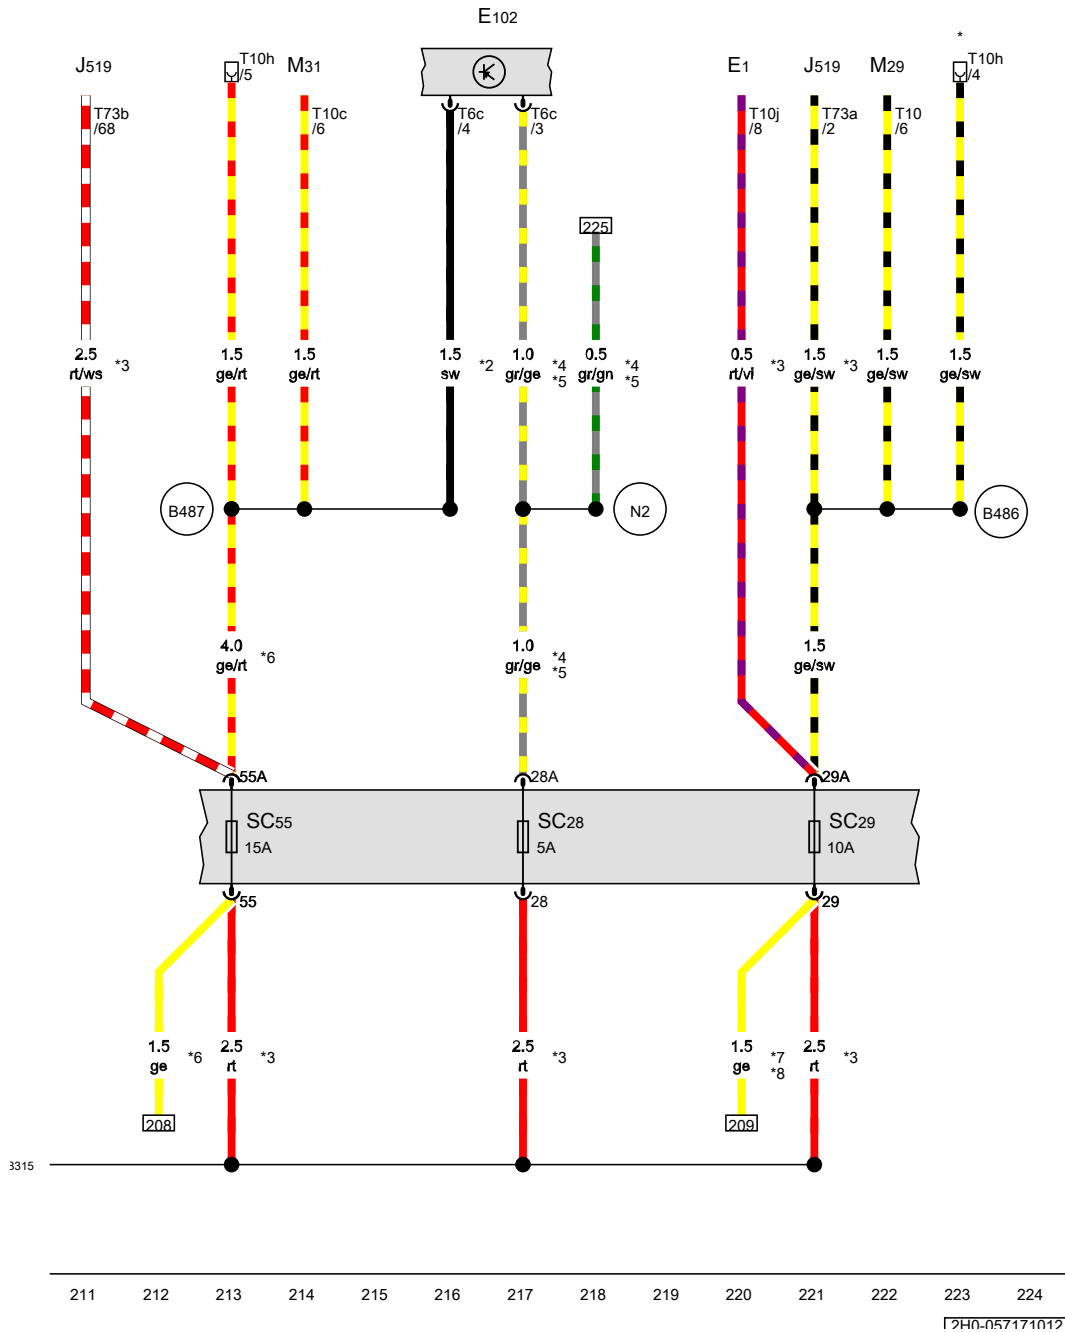 E102
*
J519
T10h
/5
M31
E1
J519
M29
T10h
/4
T73b
/68
T10c
/6
T6c
/4
T6c
/3
T10j
/8
T73a
/2
T10
/6
225
2.5
rt/ws *3
1.5
ge/rt
1.5
ge/rt
1.5
sw *2
1.0
gr/ge *4
*5
0.5
gr/gn *4
*5
0.5
rt/vi *3
1.5
ge/sw *3
1.5
ge/sw
1.5
ge/sw
B487
N2
B486
4.0
ge/rt *6
1.0
gr/ge *4
*5
1.5
ge/sw
55A
28A
29A
SC55
15A
SC28
5A
SC29
10A
55
28
29
1.5
ge *6
2.5
rt *3
2.5
rt *3
1.5
ge *7
*8
2.5
rt *3
208
209
3315
211 212 213 214 215 216 217 218 219 220 221 222 223 224
2H0-057171012